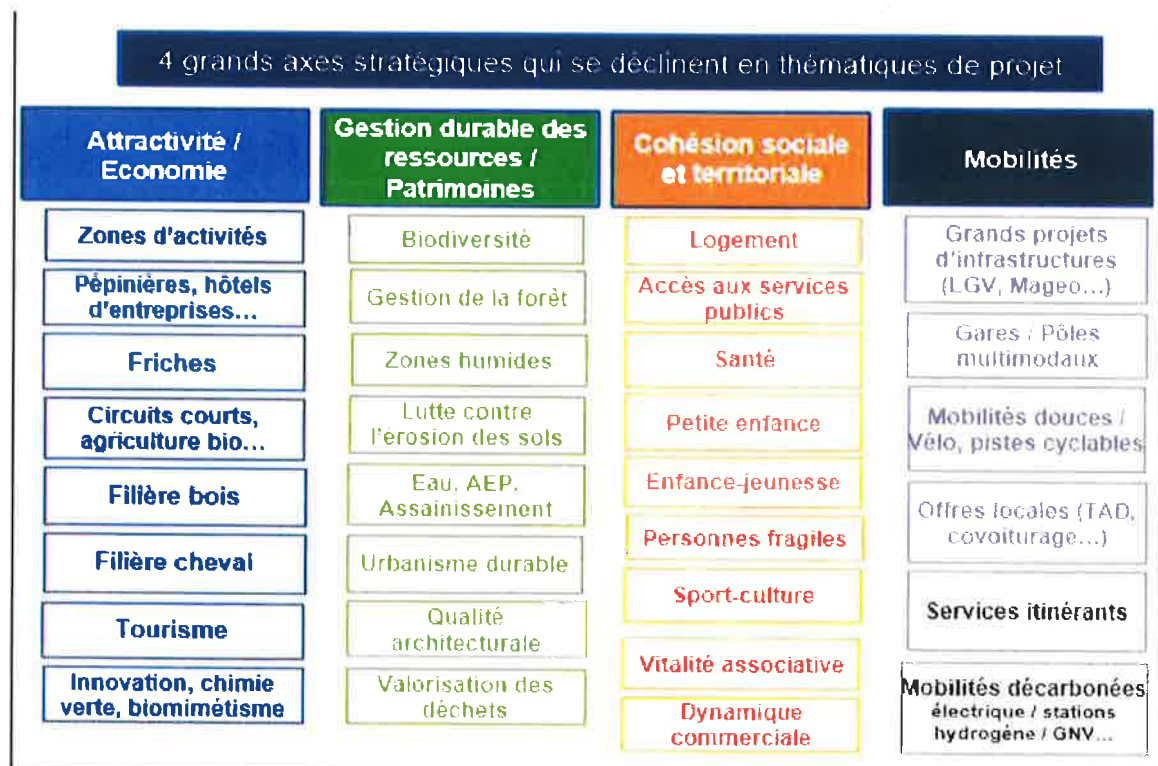 4 grands axes stratégiques qui se déclinent en thématiques de projet
Attractivité /
Economie
Zones d'activités
Pépinières, hôtels
d'entreprises...
Friches
Circuits courts,
agriculture bio...
Filière bois
Filière cheval
Tourisme
Innovation, chimie
verte, biomimétisme
Gestion durable des
ressources /
Patrimoines
Biodiversité
Gestion de la forêt
Zones humides
Lutte contre
l'érosion des sols
Eau, AEP,
Assainissement
Urbanisme durable
Qualité
architecturale
Valorisation des
déchets
Cohésion sociale
et territoriale
Logement
Accès aux services
publics
Santé
Petite enfance
Enfance-jeunesse
Personnes fragiles
Sport-culture
Vitalité associative
Dynamique
commerciale
Mobilités
Grands projets
d'infrastructures
(LGV, Mageo...)
Gares / Pôles
multimodaux
Mobilités douces /
Vélo, pistes cyclables
Offres locales (TAD,
covoiturage...)
Services itinérants
Mobilités décarbonées
électrique / stations
hydrogène / GNV...